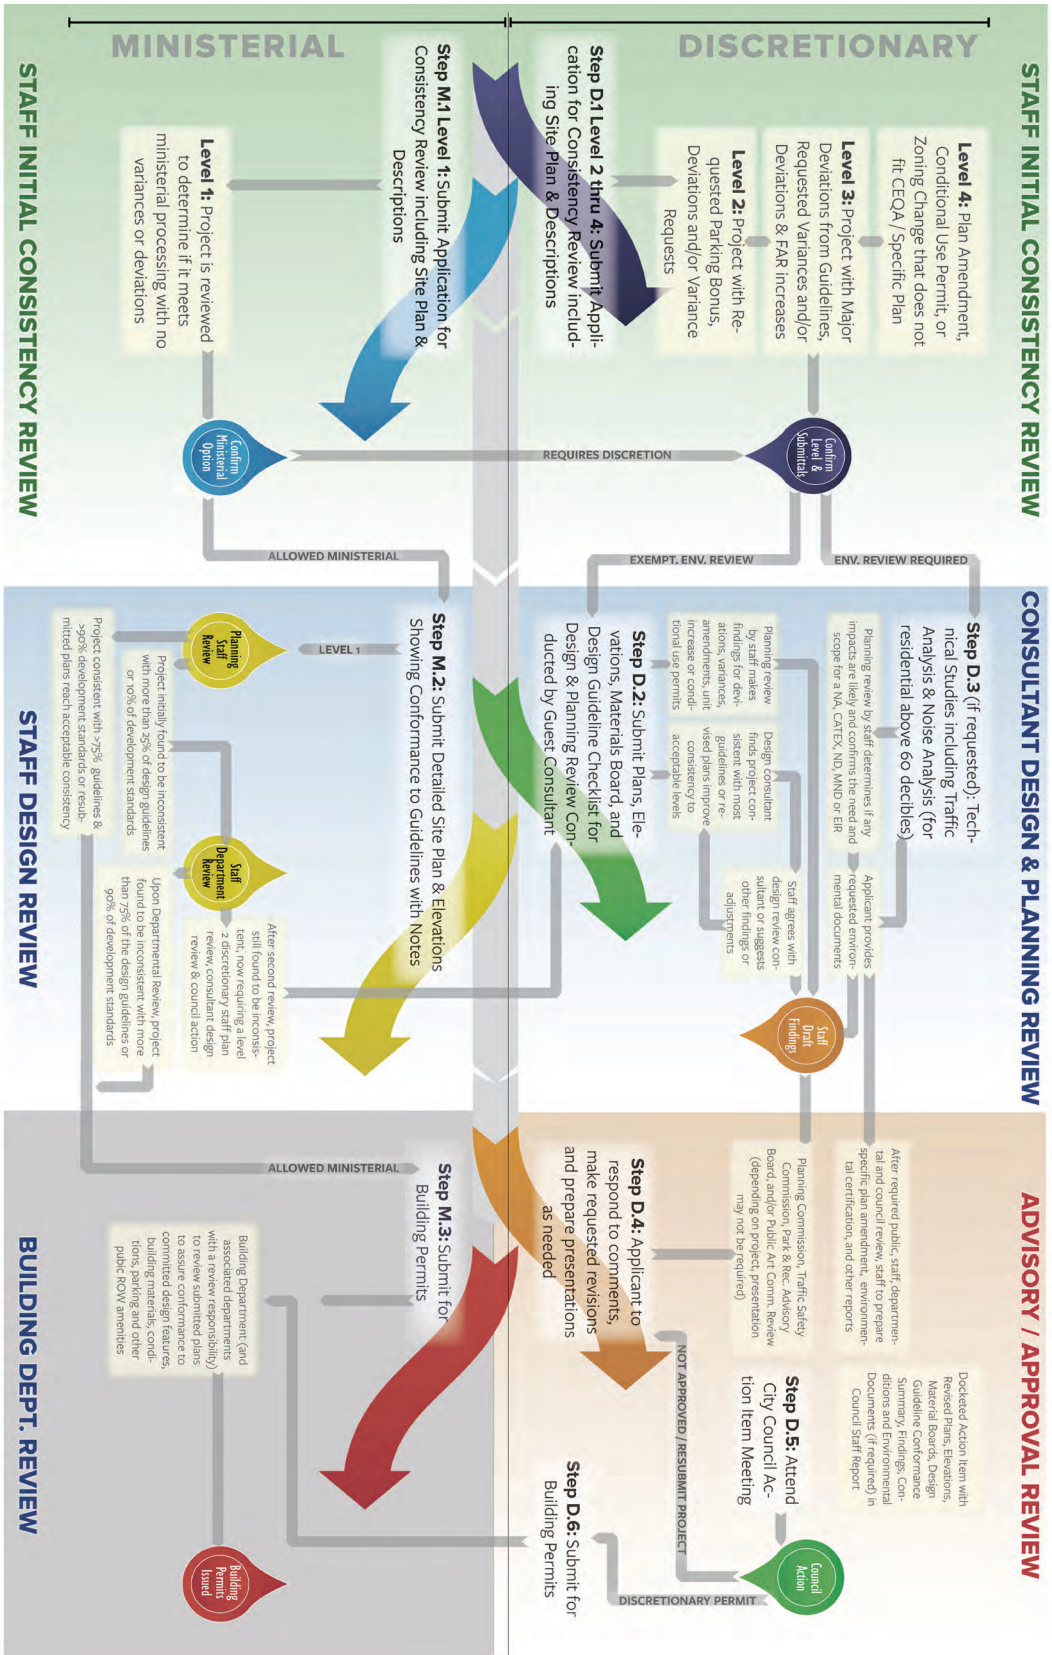 DISCRETIONARY
MINISTERIAL
STAFF INITIAL CONSISTENCY REVIEW
CONSULTANT DESIGN & PLANNING REVIEW
ADVISORY / APPROVAL REVIEW
Level 4: Plan Amendment,
Conditional Use Permit, or
Zoning Change that does not
fit CEQA / Specific Plan
Level 3: Project with Major
Deviations from Guidelines,
Requested Variances and/or
Deviations & FAR increases
Level 2: Project with Re-
quested Parking Bonus,
Deviations and/or Variance
Requests
Step D.1 Level 2 thru 4: Submit Appli-
cation for Consistency Review includ-
ing Site Plan & Descriptions
Confirm
Level &
Submittals
REQUIRES DISCRETION
ENV. REVIEW REQUIRED
EXEMPT. ENV. REVIEW
Step D.3 (if requested): Tech-
nical Studies including Traffic
Analysis & Noise Analysis (for
residential above 60 decibles)
Planning review by staff determines if any
impacts are likely and confirms the need and
scope for a NA, CATEX, ND, MND or EIR
Applicant provides
requested environ-
mental documents
Planning review
by staff makes
findings for devi-
ations, variances,
amendments, unit
increase or condi-
tional use permits
Design consultant
finds project con-
sistent with most
guidelines or re-
vised plans improve
consistency to
acceptable levels
Staff agrees with
design review con-
sultant or suggests
other findings or
adjustments
Step D.2: Submit Plans, Ele-
vations, Materials Board, and
Design Guideline Checklist for
Design & Planning Review Con-
ducted by Guest Consultant
Staff
Draft
Findings
After required public, staff, departmen-
tal and council review, staff to prepare
specific plan amendment, environmen-
tal certification, and other reports
Planning Commission, Traffic Safety
Commission, Park & Rec. Advisory
Board, and/or Public Art Comm. Review
(depending on project, presentation
may not be required)
Step D.4: Applicant to
respond to comments,
make requested revisions
and prepare presentations
as needed
Docketed Action Item with
Revised Plans, Elevations,
Material Boards, Design
Guideline Conformance
Summary, Findings, Con-
ditions and Environmental
Documents (if required) in
Council Staff Report
Step D.5: Attend
City Council Ac-
tion Item Meeting
Council
Action
NOT APPROVED / RESUBMIT PROJECT
DISCRETIONARY PERMIT
Step D.6: Submit for
Building Permits
Step M.1 Level 1: Submit Application for
Consistency Review including Site Plan &
Descriptions
Level 1: Project is reviewed
to determine if it meets
ministerial processing with no
variances or deviations
Confirm
Ministerial
Option
ALLOWED MINISTERIAL
Step M.2: Submit Detailed Site Plan & Elevations
Showing Conformance to Guidelines with Notes
LEVEL 1
Planning
Staff
Review
Project initially found to be inconsistent
with more than 25% of design guidelines
or 10% of development standards
Project consistent with >75% guidelines &
>90% development standards or resub-
mitted plans reach acceptable consistency
Staff
Department
Review
After second review, project
still found to be inconsis-
tent, now requiring a level
2 discretionary staff plan
review, consultant design
review & council action
Upon Departmental Review, project
found to be inconsistent with more
than 75% of the design guidelines or
90% of development standards
ALLOWED MINISTERIAL
Step M.3: Submit for
Building Permits
Building Department (and
associated departments
with a review responsibility)
to review submitted plans
to assure conformance to
committed design features,
building materials, condi-
tions, parking and other
pubic ROW amenities
Building
Permits
Issued
STAFF INITIAL CONSISTENCY REVIEW
STAFF DESIGN REVIEW
BUILDING DEPT. REVIEW